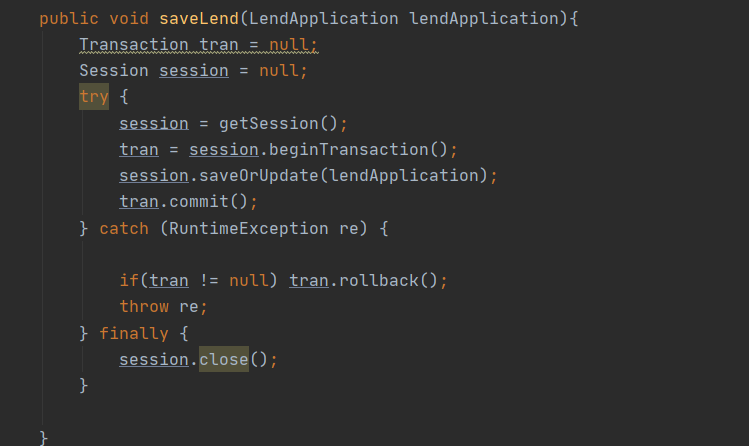 public void saveLend(LendApplication lendApplication){
    Transaction tran = null;
    Session session = null;
    try {
        session = getSession();
        tran = session.beginTransaction();
        session.saveOrUpdate(lendApplication);
        tran.commit();
    } catch (RuntimeException re) {

        if(tran != null) tran.rollback();
        throw re;
    } finally {
        session.close();
    }

}